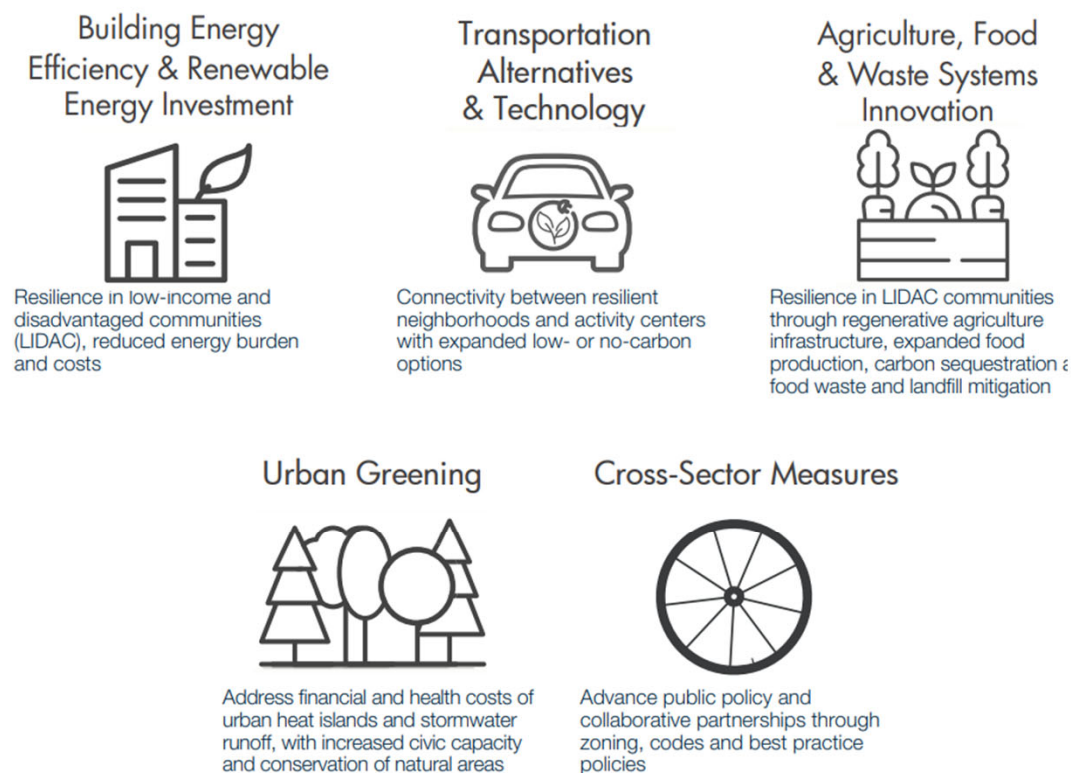 Building Energy
Efficiency & Renewable
Energy Investment
Resilience in low-income and
disadvantaged communities
(LIDAC), reduced energy burden
and costs
Transportation
Alternatives
& Technology
Connectivity between resilient
neighborhoods and activity centers
with expanded low- or no-carbon
options
Agriculture, Food
& Waste Systems
Innovation
Resilience in LIDAC communities
through regenerative agriculture
infrastructure, expanded food
production, carbon sequestration
food waste and landfill mitigation
Urban Greening
Address financial and health costs of
urban heat islands and stormwater
runoff, with increased civic capacity
and conservation of natural areas
Cross-Sector Measures
Advance public policy and
collaborative partnerships through
zoning, codes and best practice
policies